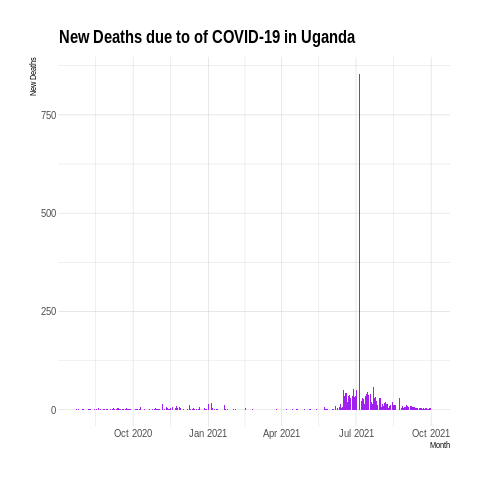 New Deaths due to of COVID-19 in Uganda
New Deaths
750
500
250
0
Oct 2020 Jan 2021 Apr 2021 Jul 2021 Oct 2021
Month